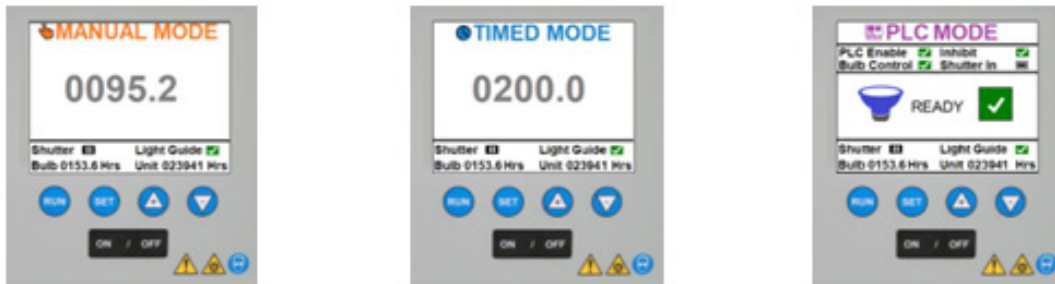 MANUAL MODE
0095.2
Shutter Light Guide
Bulb 0153.6 Hrs Unit 023941 Hrs
RUN SET
ON / OFF
TIMED MODE
0200.0
Shutter Light Guide
Bulb 0153.6 Hrs Unit 023941 Hrs
RUN SET
ON / OFF
PLC MODE
PLC Enable Inhibit
Bulb Control Shutter In
READY
Shutter Light Guide
Bulb 0153.6 Hrs Unit 023941 Hrs
RUN SET
ON / OFF